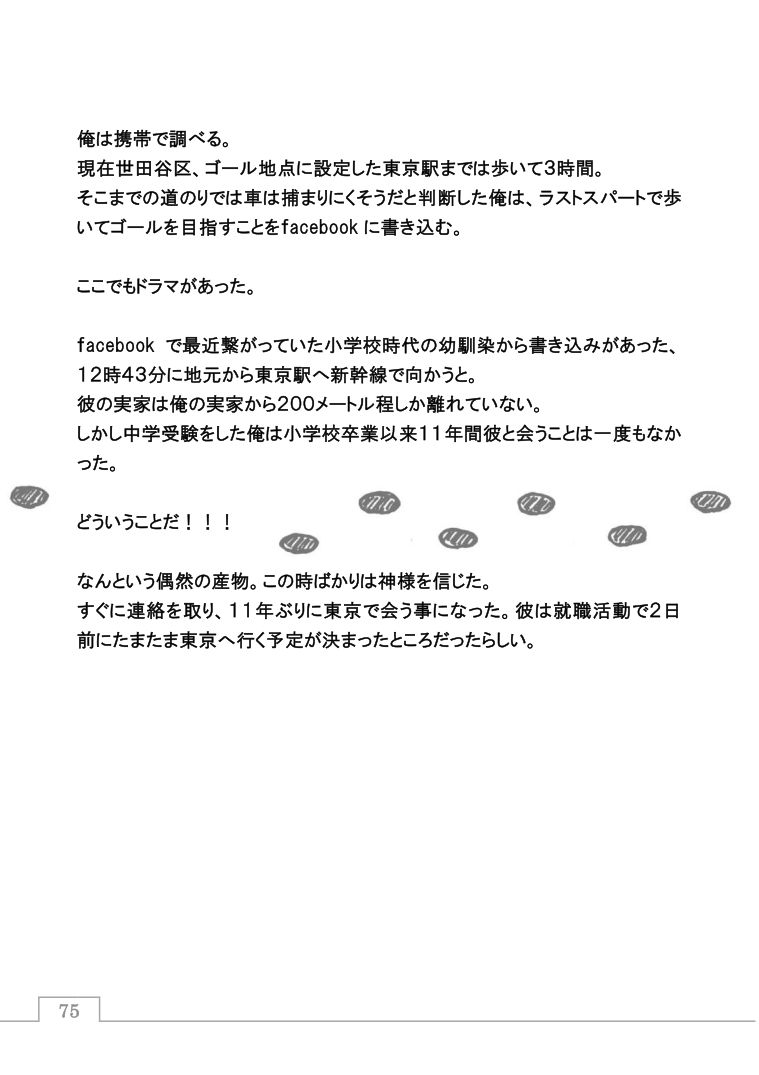 俺は携帯で調べる。
現在世田谷区、ゴール地点に設定した東京駅までは歩いて３時間。
そこまでの道のりでは車は捕まりにくそうだと判断した俺は、ラストスパートで歩
いてゴールを目指すことをfacebookに書き込む。
ここでもドラマがあった。
facebook で最近繋がっていた小学校時代の幼馴染から書き込みがあった、
１２時４３分に地元から東京駅へ新幹線で向かうと。
彼の実家は俺の実家から２００メートル程しか離れていない。
しかし中学受験をした俺は小学校卒業以来１１年間彼と会うことは一度もなか
った。
どういうことだ！！！
なんという偶然の産物。この時ばかりは神様を信じた。
すぐに連絡を取り、１１年ぶりに東京で会う事になった。彼は就職活動で２日
前にたまたま東京へ行く予定が決まったところだったらしい。
75